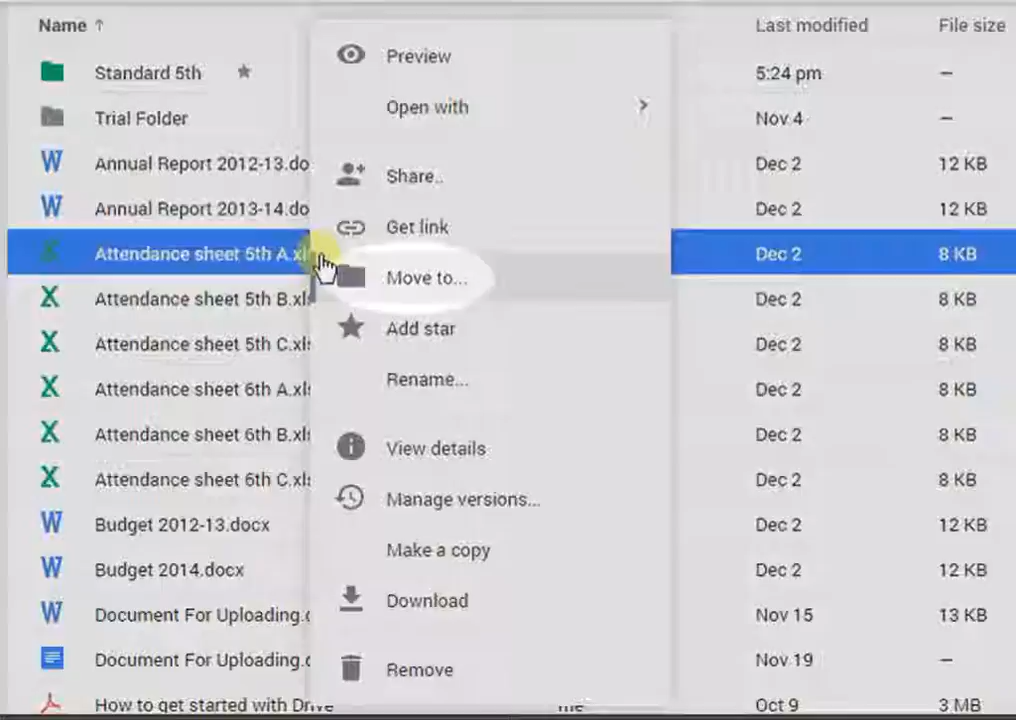 Name ↑ Last modified File size
Standard 5th 5:24 pm –
Trial Folder Nov 4 –
Annual Report 2012-13.do Dec 2 12 KB
Annual Report 2013-14.do Dec 2 12 KB
Attendance sheet 5th A.xl Dec 2 8 KB
Attendance sheet 5th B.xls Dec 2 8 KB
Attendance sheet 5th C.xls Dec 2 8 KB
Attendance sheet 6th A.xls Dec 2 8 KB
Attendance sheet 6th B.xls Dec 2 8 KB
Attendance sheet 6th C.xls Dec 2 8 KB
Budget 2012-13.docx Dec 2 12 KB
Budget 2014.docx Dec 2 12 KB
Document For Uploading.d Nov 15 13 KB
Document For Uploading.d Nov 19 –
How to get started with Drive me Oct 9 3 MB
Preview
Open with
Share..
Get link
Move to...
Add star
Rename...
View details
Manage versions...
Make a copy
Download
Remove